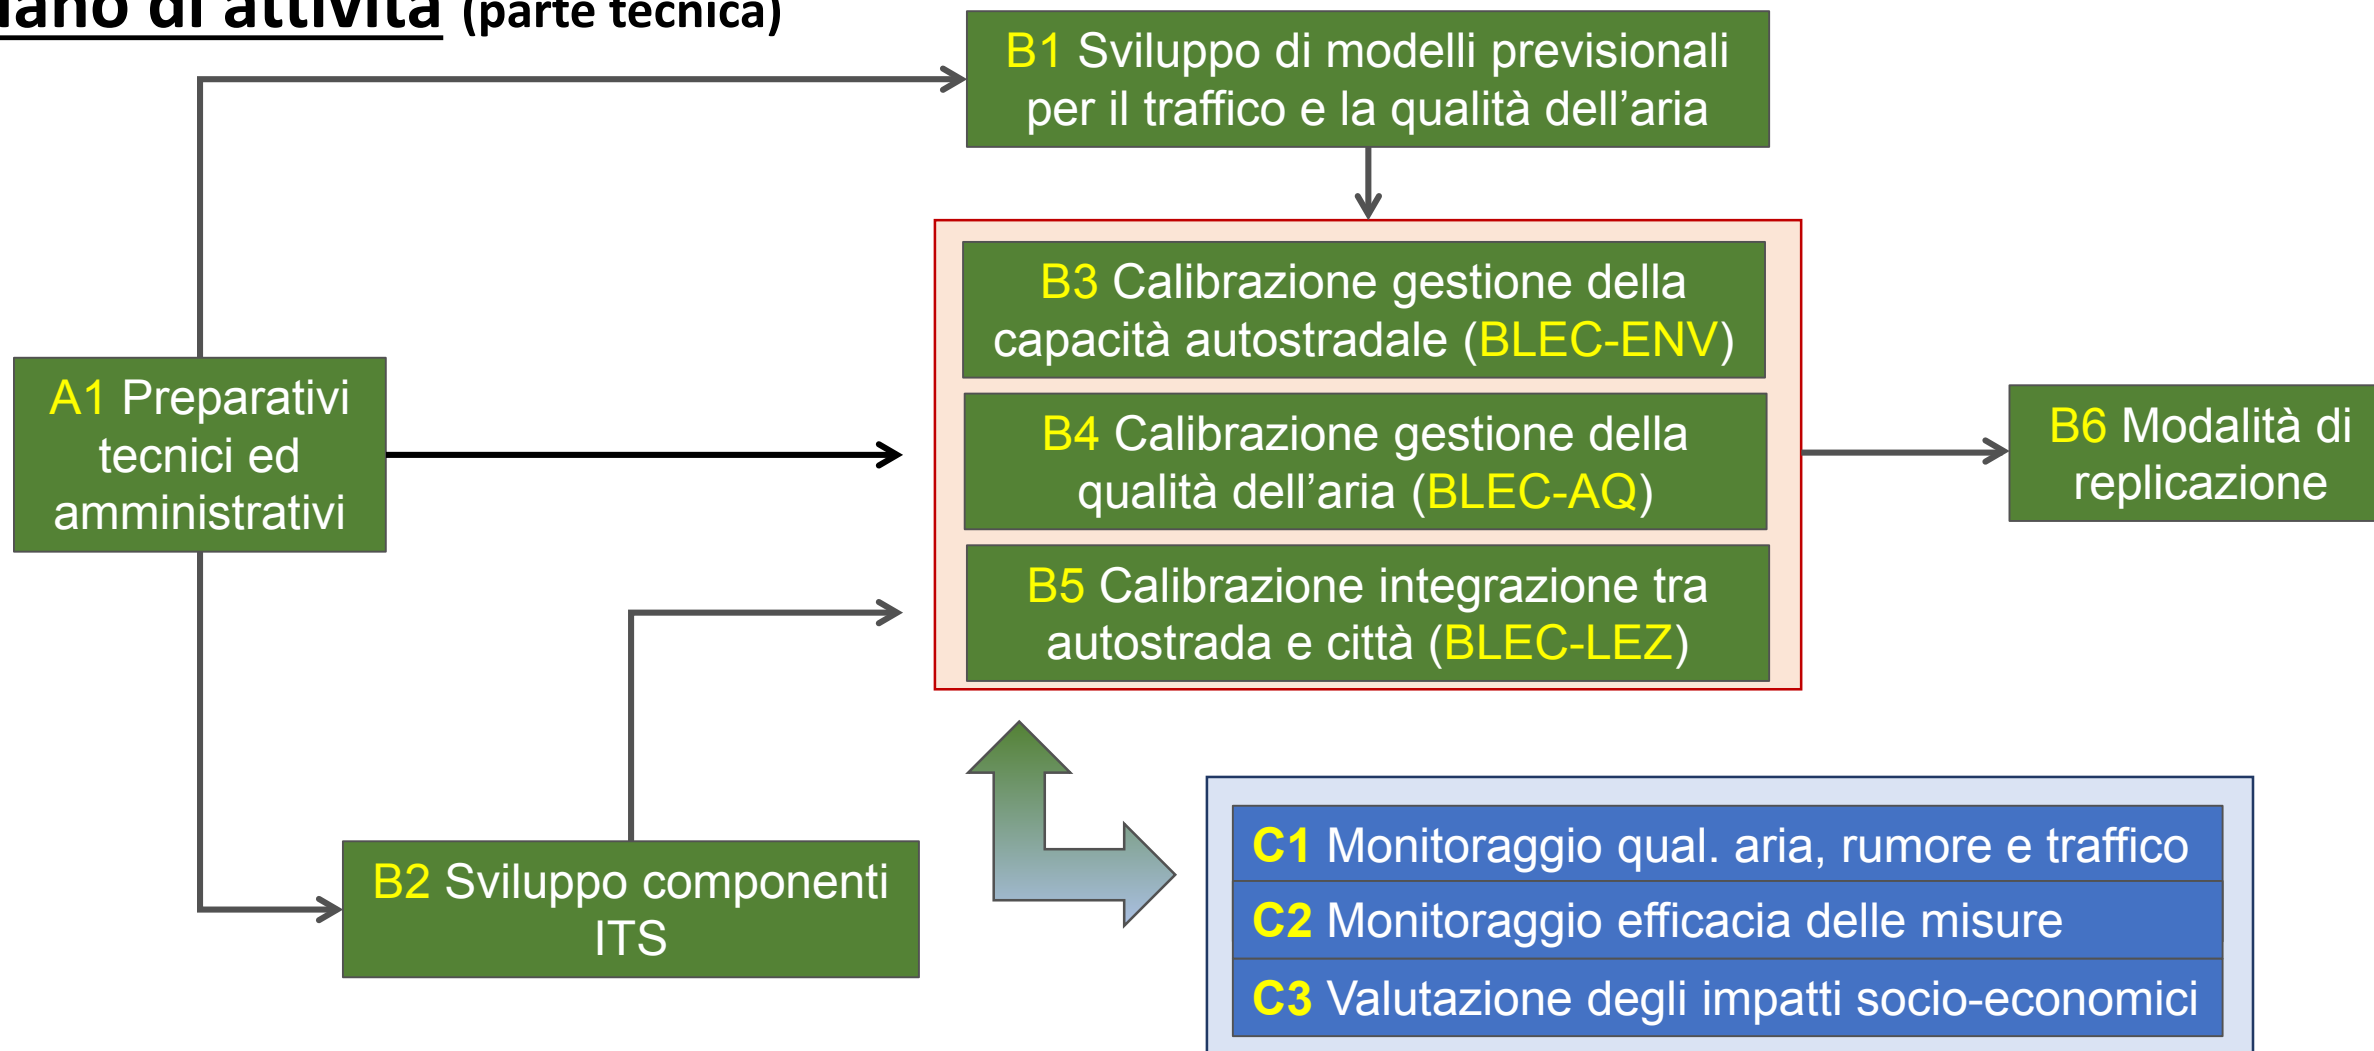 di attività (parte tecnica)
B1 Sviluppo di modelli previsionali
per il traffico e la qualità dell’aria
B3 Calibrazione gestione della
capacità autostradale (BLEC-ENV)
A1 Preparativi
tecnici ed
amministrativi
B4 Calibrazione gestione della
qualità dell’aria (BLEC-AQ)
B6 Modalità di
replicazione
B5 Calibrazione integrazione tra
autostrada e città (BLEC-LEZ)
B2 Sviluppo componenti
ITS
C1 Monitoraggio qual. aria, rumore e traffico
C2 Monitoraggio efficacia delle misure
C3 Valutazione degli impatti socio-economici